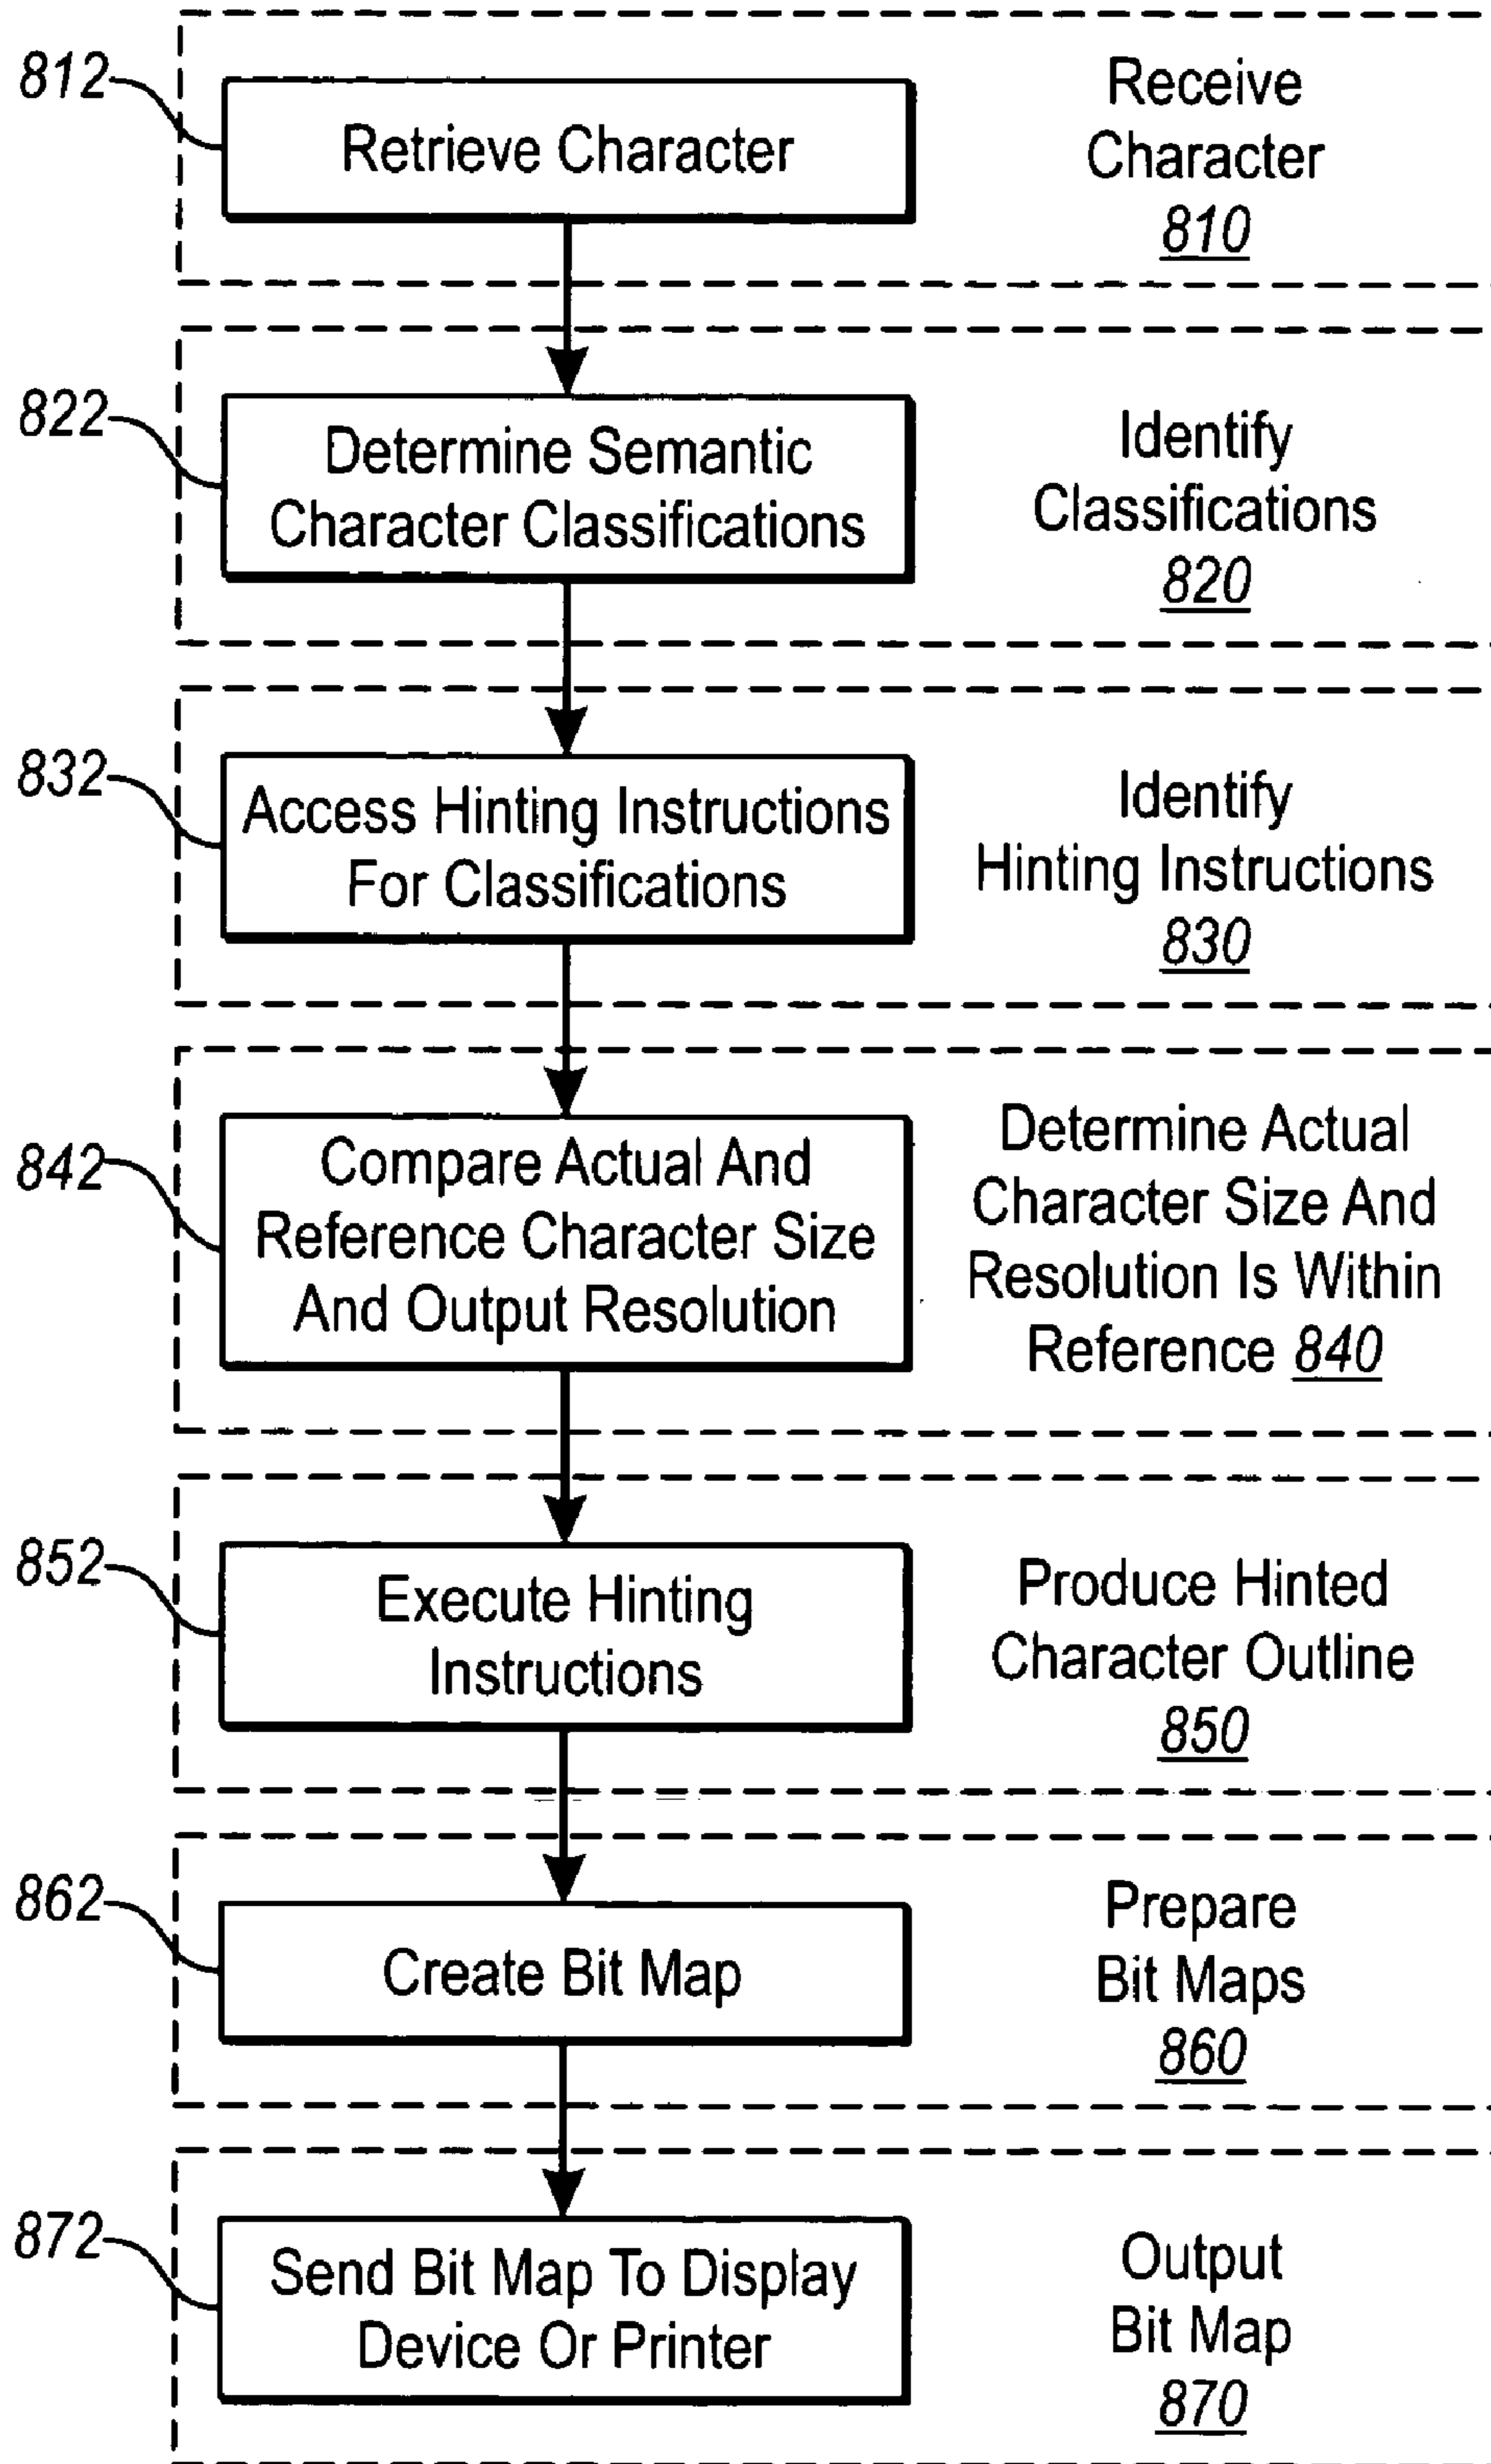 812
Retrieve Character
Receive
Character
810
822
Determine Semantic
Character Classifications
Identify
Classifications
820
832
Access Hinting Instructions
For Classifications
Identify
Hinting Instructions
830
842
Compare Actual And
Reference Character Size
And Output Resolution
Determine Actual
Character Size And
Resolution Is Within
Reference 840
852
Execute Hinting
Instructions
Produce Hinted
Character Outline
850
862
Create Bit Map
Prepare
Bit Maps
860
872
Send Bit Map To Display
Device Or Printer
Output
Bit Map
870